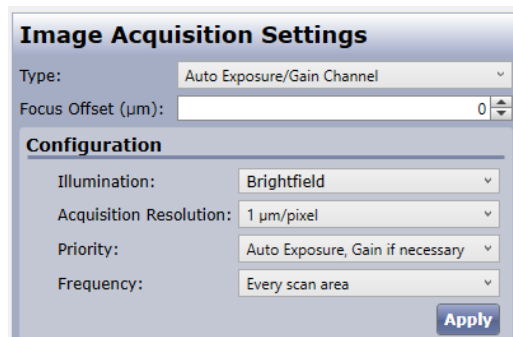 Image Acquisition Settings
Type: Auto Exposure/Gain Channel
Focus Offset (μm): 0
Configuration
Illumination: Brightfield
Acquisition Resolution: 1 μm/pixel
Priority: Auto Exposure, Gain if necessary
Frequency: Every scan area
Apply